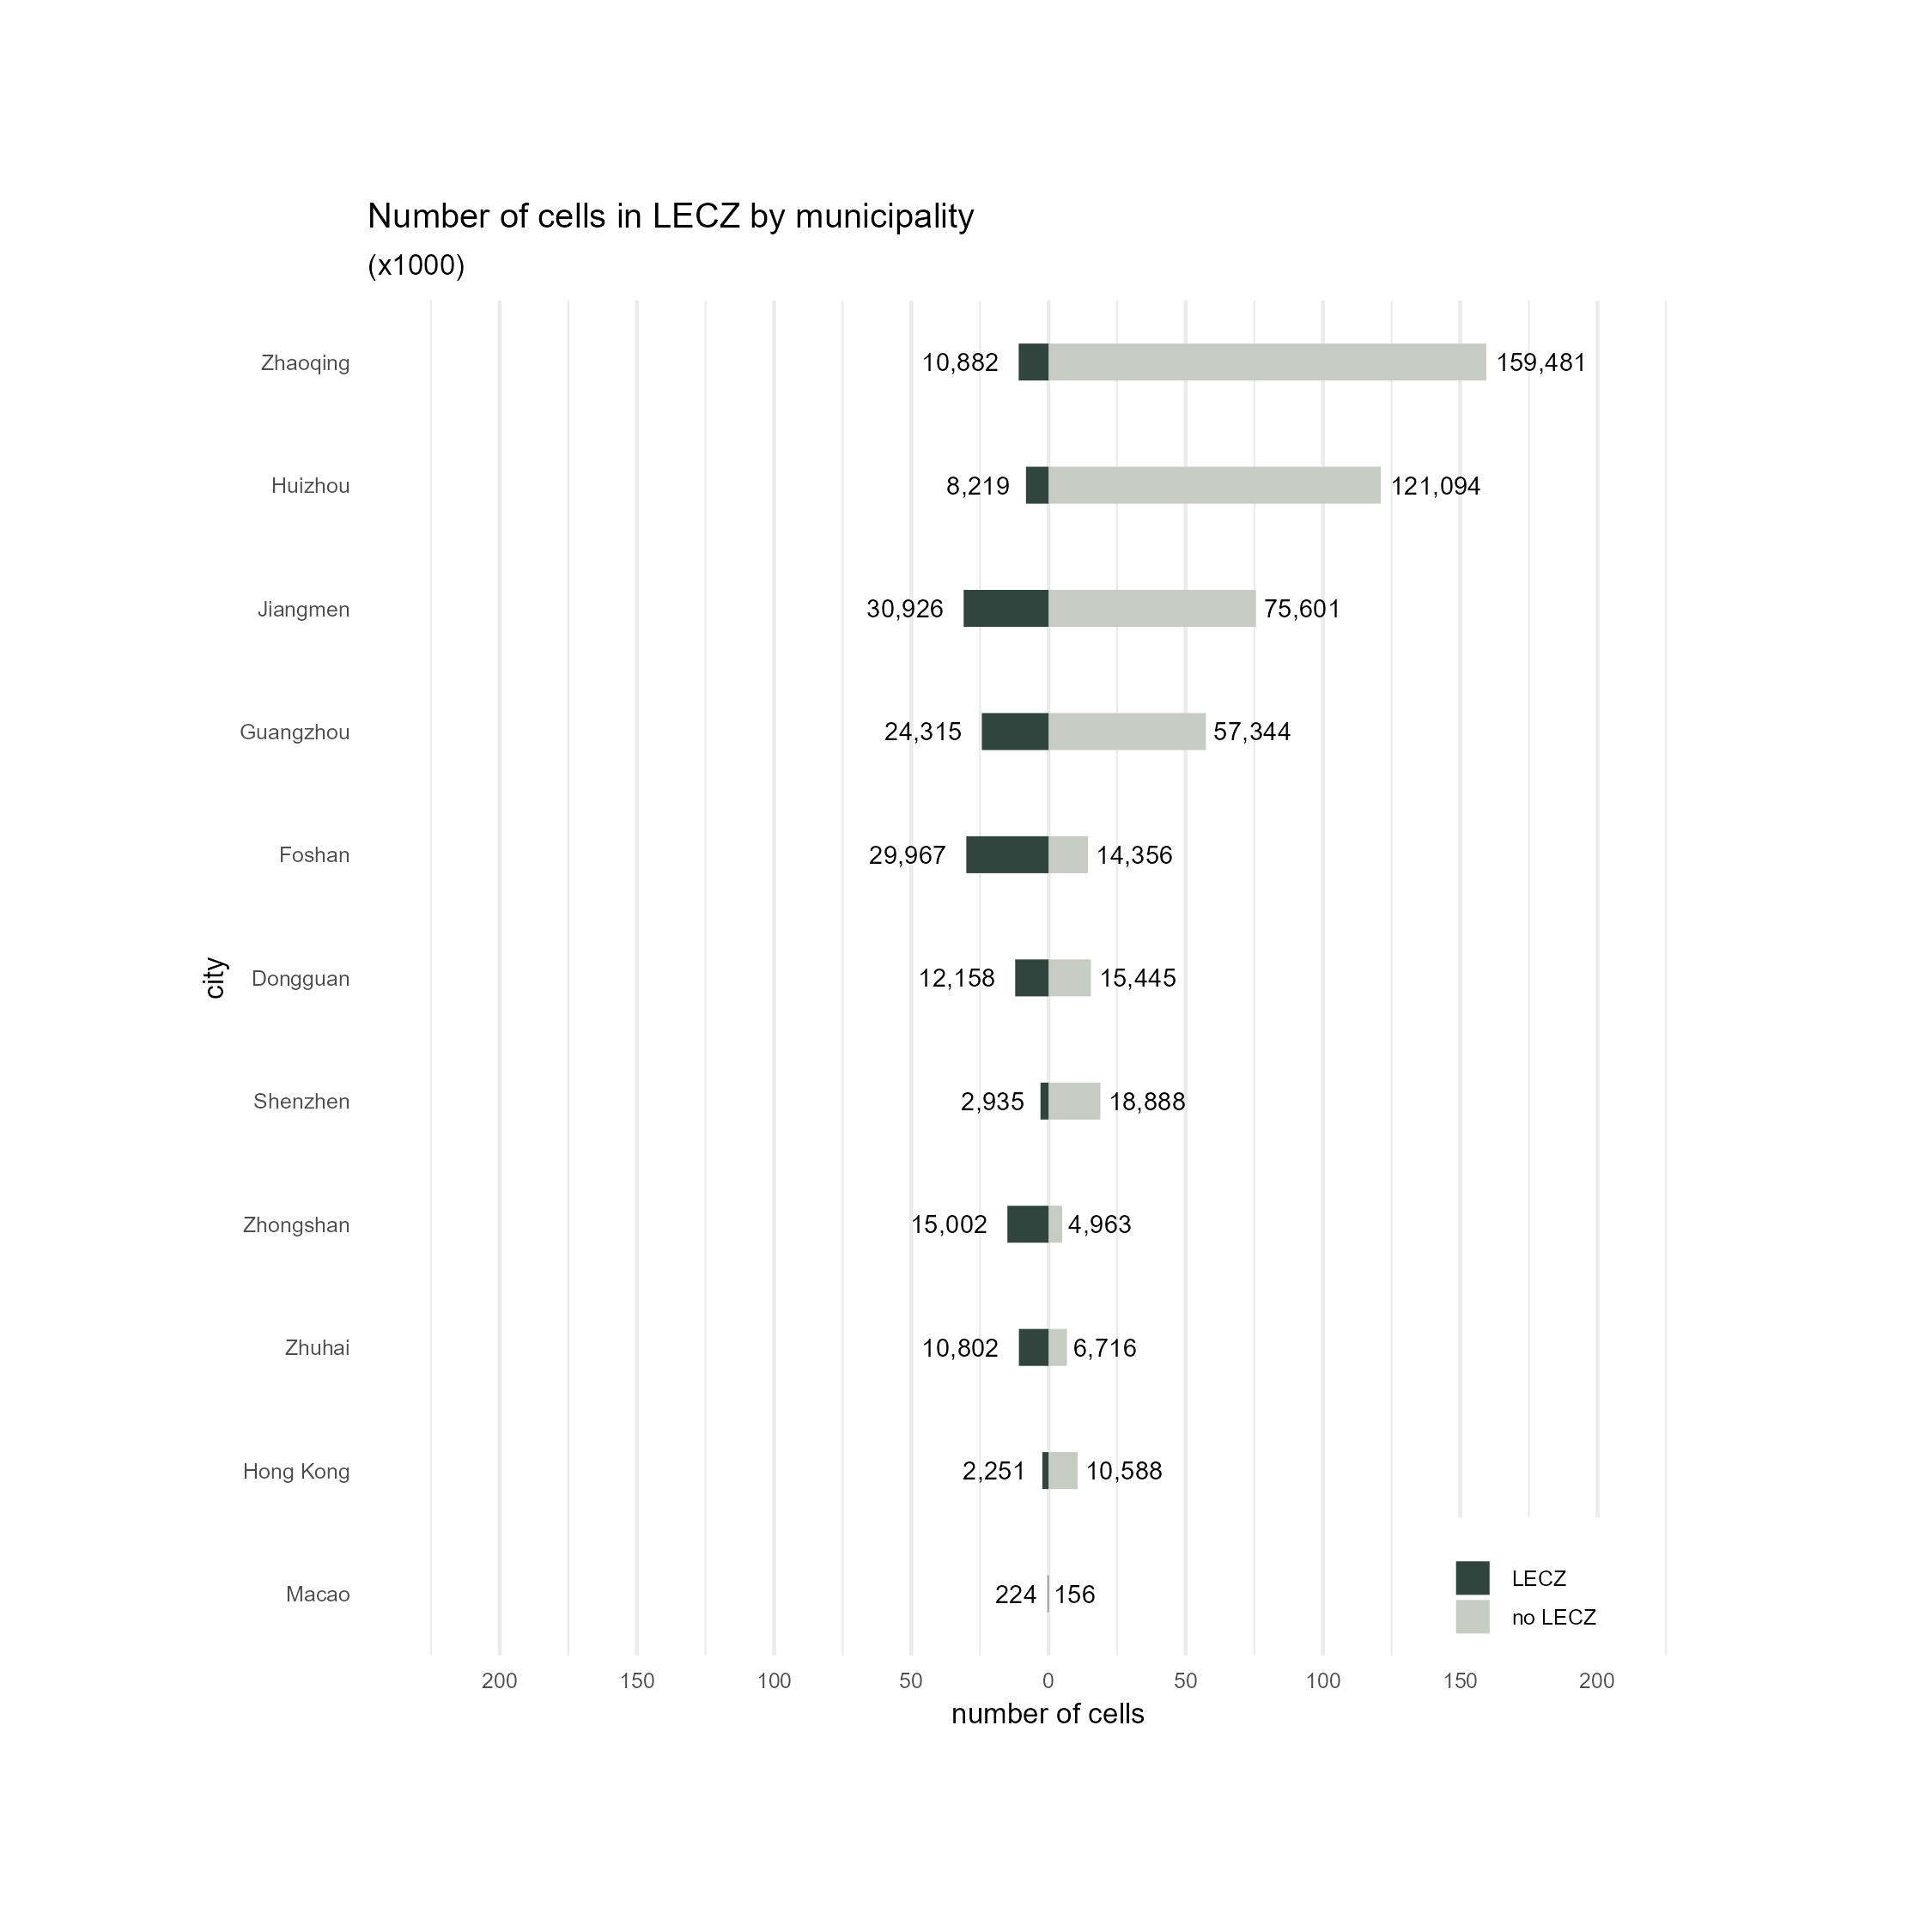 Number of cells in LECZ by municipality
(x1000)
Zhaoqing 10,882 159,481
Huizhou 8,219 121,094
Jiangmen 30,926 75,601
Guangzhou 24,315 57,344
Foshan 29,967 14,356
city
Dongguan 12,158 15,445
Shenzhen 2,935 18,888
Zhongshan 15,002 4,963
Zhuhai 10,802 6,716
Hong Kong 2,251 10,588
Macao 224 156
LECZ
no LECZ
200 150 100 50 0 50 100 150 200
number of cells